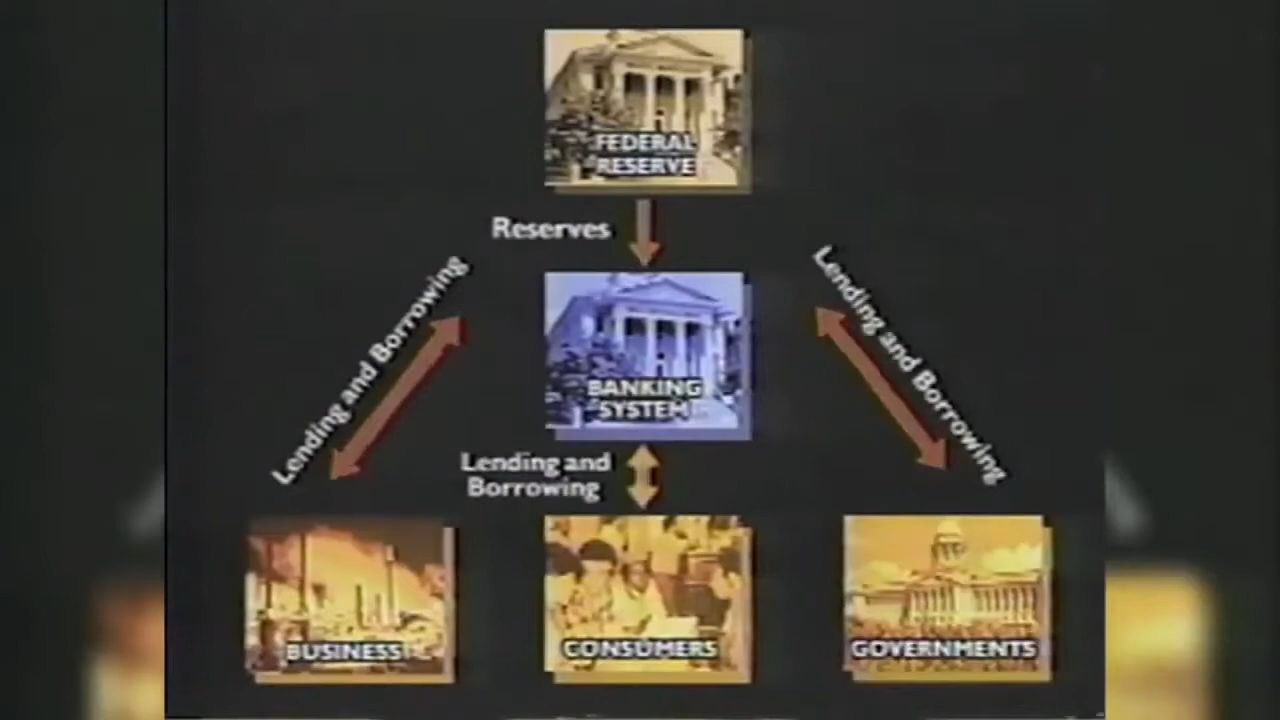 FEDERAL
RESERVE
Reserves
Lending and Borrowing
Lending and Borrowing
BANKING
SYSTEM
Lending and
Borrowing
BUSINESS
CONSUMERS
GOVERNMENTS